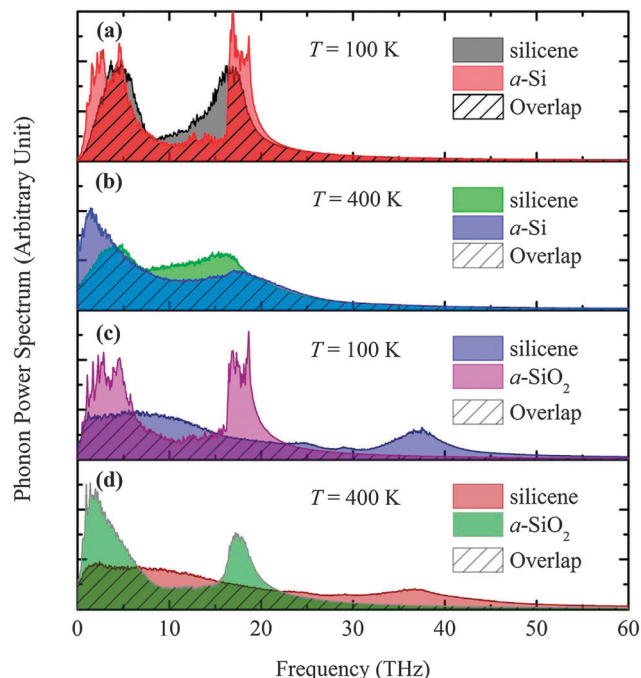 (a)
T = 100 K
silicene
a-Si
Overlap
(b)
T = 400 K
silicene
a-Si
Overlap
(c)
T = 100 K
silicene
a-SiO₂
Overlap
(d)
T = 400 K
silicene
a-SiO₂
Overlap
Phonon Power Spectrum (Arbitrary Unit)
0 10 20 30 40 50 60
Frequency (THz)